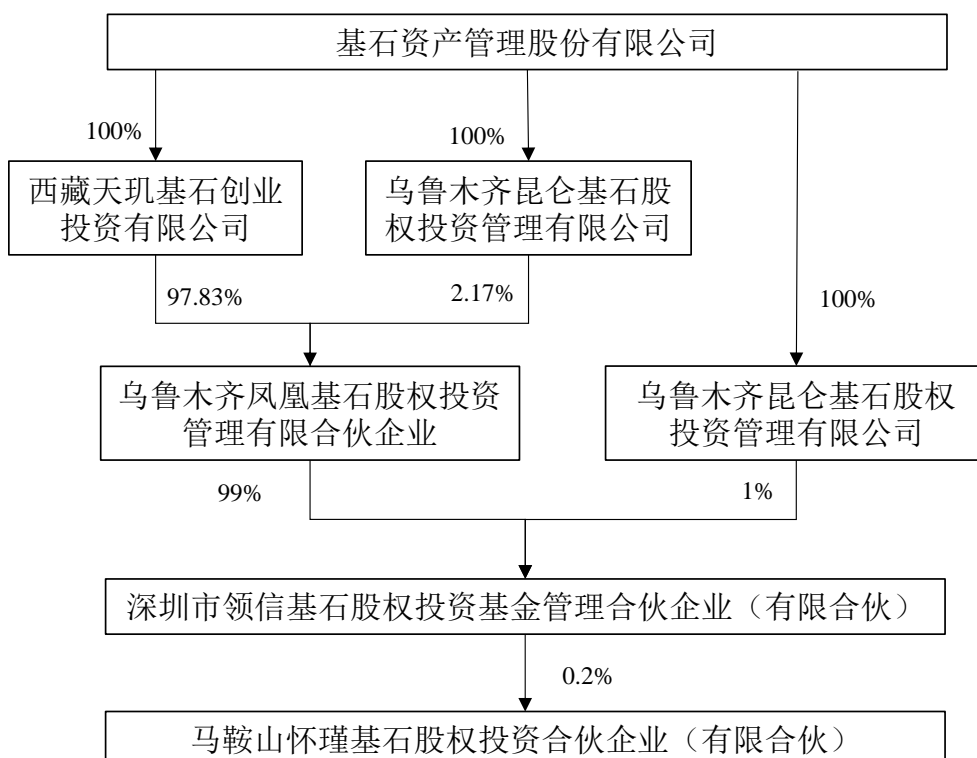 基石资产管理股份有限公司
100%
100%
西藏天玑基石创业
投资有限公司
乌鲁木齐昆仑基石股
权投资管理有限公司
97.83%
2.17%
100%
乌鲁木齐凤凰基石股权投资
管理有限合伙企业
乌鲁木齐昆仑基石股权
投资管理有限公司
99%
1%
深圳市领信基石股权投资基金管理合伙企业（有限合伙）
0.2%
马鞍山怀瑾基石股权投资合伙企业（有限合伙）